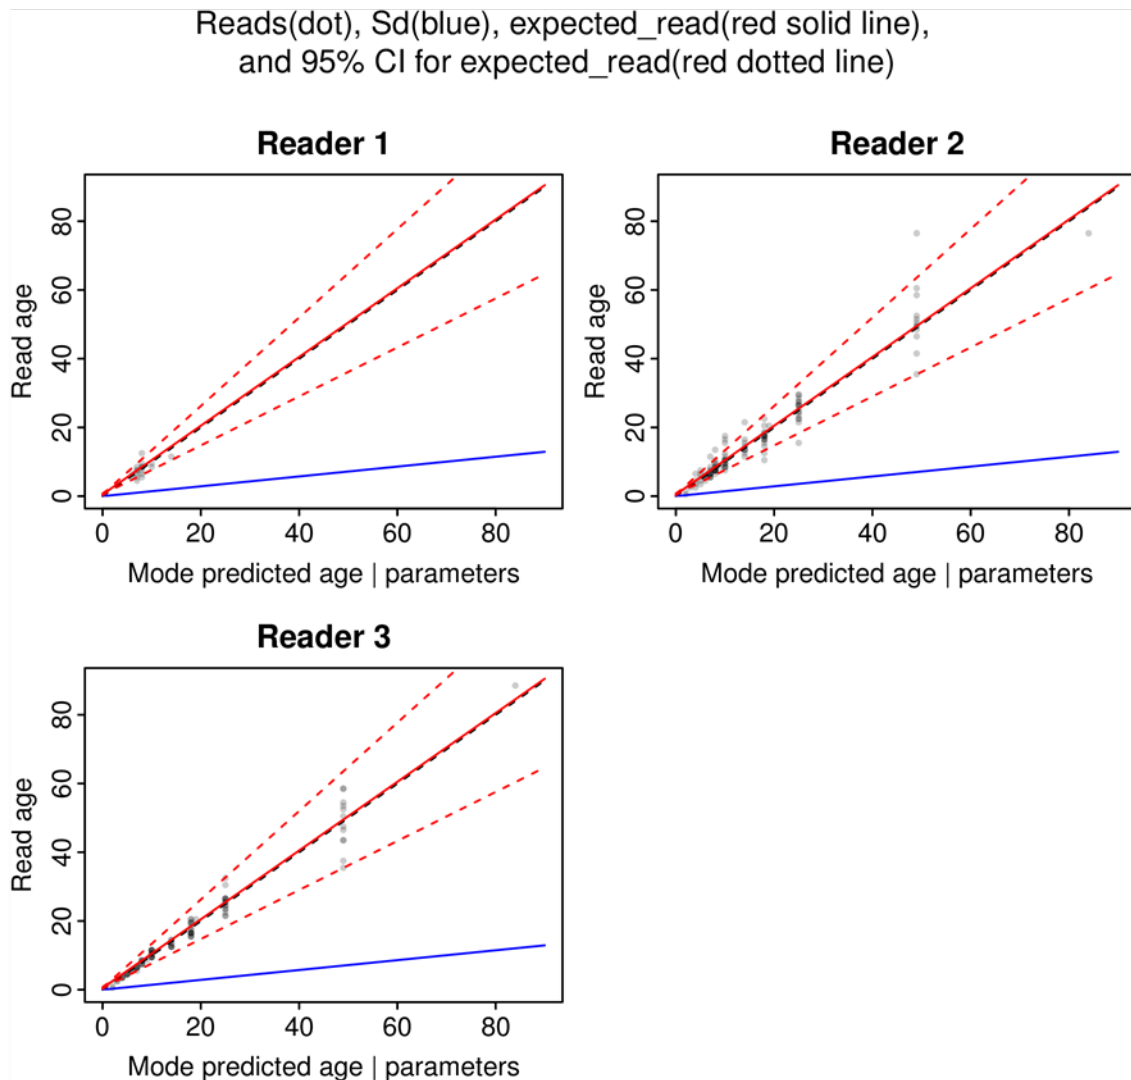 Reads(dot), Sd(blue), expected_read(red solid line),
and 95% CI for expected_read(red dotted line)
Reader 1
Read age
0 20 40 60 80
0 20 40 60 80
Mode predicted age | parameters
Reader 2
Read age
0 20 40 60 80
0 20 40 60 80
Mode predicted age | parameters
Reader 3
Read age
0 20 40 60 80
0 20 40 60 80
Mode predicted age | parameters